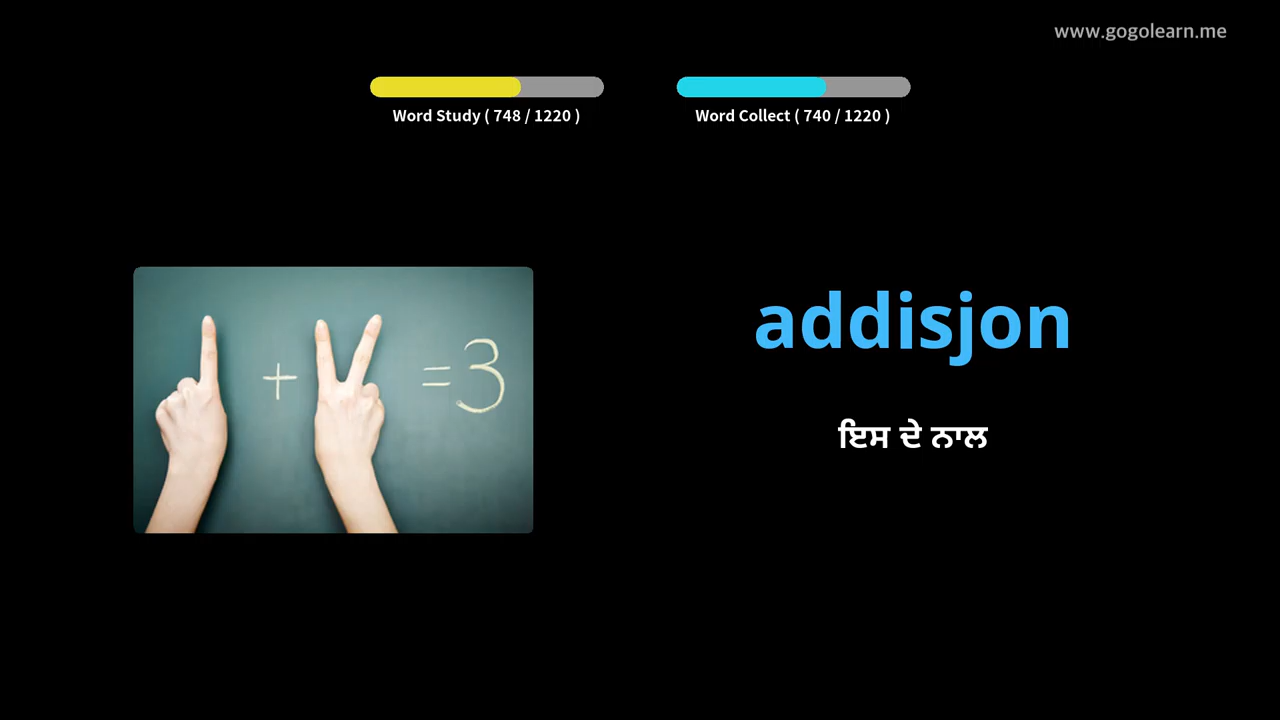 www.gogolearn.me
Word Study ( 748 / 1220 )
Word Collect ( 740 / 1220 )
+ = 3
addisjon
ਇਸ ਦੇ ਨਾਲ